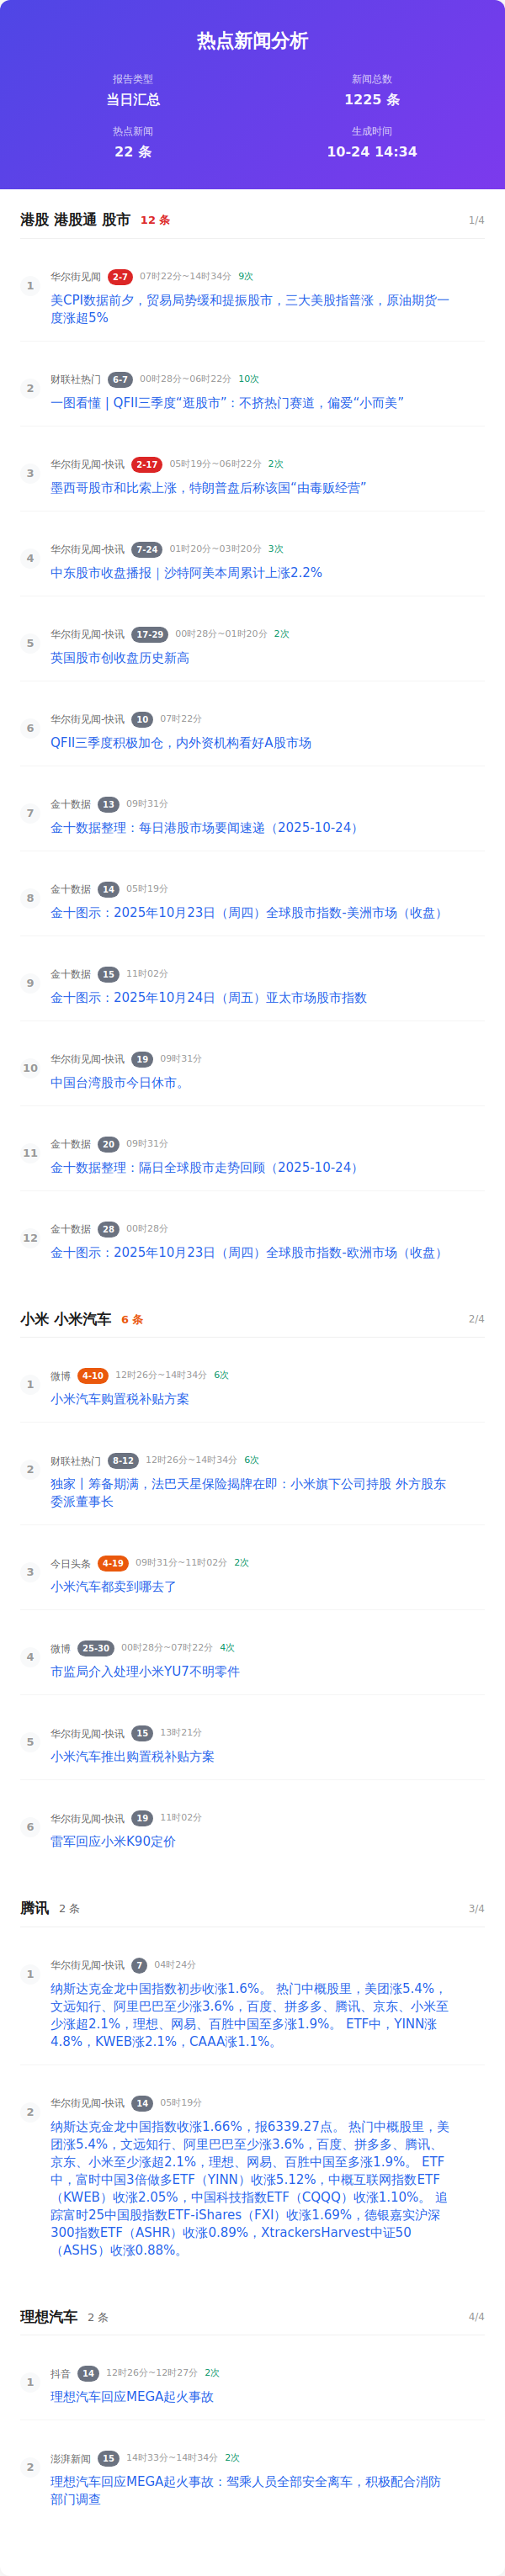 热点新闻分析
报告类型
当日汇总
新闻总数
1225 条
热点新闻
22 条
生成时间
10-24 14:34
港股 港股通 股市 12 条 1/4
1
华尔街见闻 2-7 07时22分~14时34分 9次
美CPI数据前夕，贸易局势缓和提振股市，三大美股指普涨，原油期货一
度涨超5%
2
财联社热门 6-7 00时28分~06时22分 10次
一图看懂 | QFII三季度“逛股市”：不挤热门赛道，偏爱“小而美”
3
华尔街见闻-快讯 2-17 05时19分~06时22分 2次
墨西哥股市和比索上涨，特朗普盘后称该国“由毒贩经营”
4
华尔街见闻-快讯 7-24 01时20分~03时20分 3次
中东股市收盘播报｜沙特阿美本周累计上涨2.2%
5
华尔街见闻-快讯 17-29 00时28分~01时20分 2次
英国股市创收盘历史新高
6
华尔街见闻-快讯 10 07时22分
QFII三季度积极加仓，内外资机构看好A股市场
7
金十数据 13 09时31分
金十数据整理：每日港股市场要闻速递（2025-10-24）
8
金十数据 14 05时19分
金十图示：2025年10月23日（周四）全球股市指数-美洲市场（收盘）
9
金十数据 15 11时02分
金十图示：2025年10月24日（周五）亚太市场股市指数
10
华尔街见闻-快讯 19 09时31分
中国台湾股市今日休市。
11
金十数据 20 09时31分
金十数据整理：隔日全球股市走势回顾（2025-10-24）
12
金十数据 28 00时28分
金十图示：2025年10月23日（周四）全球股市指数-欧洲市场（收盘）
小米 小米汽车 6 条 2/4
1
微博 4-10 12时26分~14时34分 6次
小米汽车购置税补贴方案
2
财联社热门 8-12 12时26分~14时34分 6次
独家丨筹备期满，法巴天星保险揭牌在即：小米旗下公司持股 外方股东
委派董事长
3
今日头条 4-19 09时31分~11时02分 2次
小米汽车都卖到哪去了
4
微博 25-30 00时28分~07时22分 4次
市监局介入处理小米YU7不明零件
5
华尔街见闻-快讯 15 13时21分
小米汽车推出购置税补贴方案
6
华尔街见闻-快讯 19 11时02分
雷军回应小米K90定价
腾讯 2 条 3/4
1
华尔街见闻-快讯 7 04时24分
纳斯达克金龙中国指数初步收涨1.6%。 热门中概股里，美团涨5.4%，
文远知行、阿里巴巴至少涨3.6%，百度、拼多多、腾讯、京东、小米至
少涨超2.1%，理想、网易、百胜中国至多涨1.9%。 ETF中，YINN涨
4.8%，KWEB涨2.1%，CAAA涨1.1%。
2
华尔街见闻-快讯 14 05时19分
纳斯达克金龙中国指数收涨1.66%，报6339.27点。 热门中概股里，美
团涨5.4%，文远知行、阿里巴巴至少涨3.6%，百度、拼多多、腾讯、
京东、小米至少涨超2.1%，理想、网易、百胜中国至多涨1.9%。 ETF
中，富时中国3倍做多ETF（YINN）收涨5.12%，中概互联网指数ETF
（KWEB）收涨2.05%，中国科技指数ETF（CQQQ）收涨1.10%。 追
踪富时25中国股指数ETF-iShares（FXI）收涨1.69%，德银嘉实沪深
300指数ETF（ASHR）收涨0.89%，XtrackersHarvest中证50
（ASHS）收涨0.88%。
理想汽车 2 条 4/4
1
抖音 14 12时26分~12时27分 2次
理想汽车回应MEGA起火事故
2
澎湃新闻 15 14时33分~14时34分 2次
理想汽车回应MEGA起火事故：驾乘人员全部安全离车，积极配合消防
部门调查